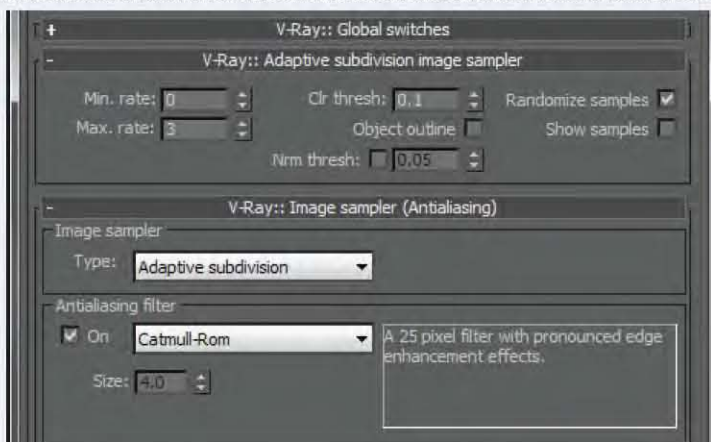 + V-Ray:: Global switches
- V-Ray:: Adaptive subdivision image sampler
Min. rate: 0 Clr thresh: 0.1 Randomize samples
Max. rate: 3 Object outline Show samples
Nrm thresh: 0.05
- V-Ray:: Image sampler (Antialiasing)
Image sampler
Type: Adaptive subdivision
Antialiasing filter
On Catmull-Rom A 25 pixel filter with pronounced edge
enhancement effects.
Size: 4.0